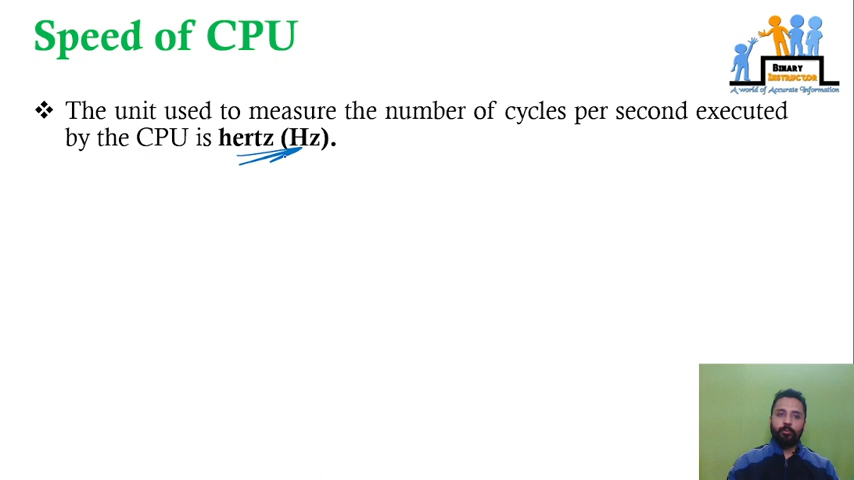 Speed of CPU
BINARY
INSTRUCTOR
A world of Accurate Information
❖ The unit used to measure the number of cycles per second executed
by the CPU is hertz (Hz).